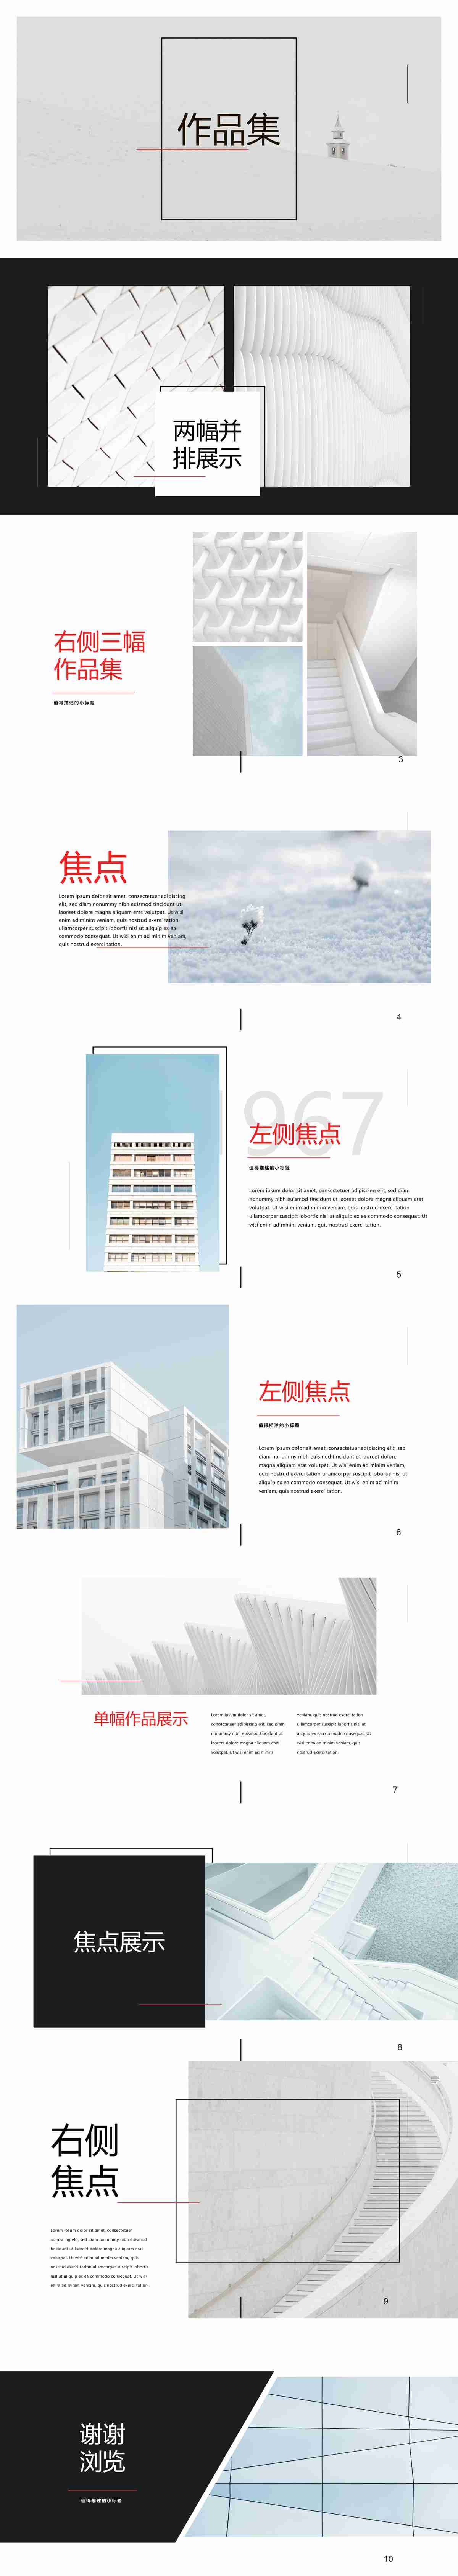 作品集
两幅并
排展示
右侧三幅
作品集
值得描述的小标题
3
焦点
Lorem ipsum dolor sit amet, consectetuer adipiscing
elit, sed diam nonummy nibh euismod tincidunt ut
laoreet dolore magna aliquam erat volutpat. Ut wisi
enim ad minim veniam, quis nostrud exerci tation
ullamcorper suscipit lobortis nisl ut aliquip ex ea
commodo consequat. Ut wisi enim ad minim veniam,
quis nostrud exerci tation.
4
1967
左侧焦点
值得描述的小标题
Lorem ipsum dolor sit amet, consectetuer adipiscing elit, sed diam
nonummy nibh euismod tincidunt ut laoreet dolore magna aliquam erat
volutpat. Ut wisi enim ad minim veniam, quis nostrud exerci tation
ullamcorper suscipit lobortis nisl ut aliquip ex ea commodo consequat. Ut
wisi enim ad minim veniam, quis nostrud exerci tation.
5
左侧焦点
值得描述的小标题
Lorem ipsum dolor sit amet, consectetuer adipiscing elit, sed
diam nonummy nibh euismod tincidunt ut laoreet dolore
magna aliquam erat volutpat. Ut wisi enim ad minim veniam,
quis nostrud exerci tation ullamcorper suscipit lobortis nisl ut
aliquip ex ea commodo consequat. Ut wisi enim ad minim
veniam, quis nostrud exerci tation.
6
单幅作品展示
Lorem ipsum dolor sit amet,
consectetuer adipiscing elit, sed diam
nonummy nibh euismod tincidunt ut
laoreet dolore magna aliquam erat
volutpat. Ut wisi enim ad minim
veniam, quis nostrud exerci tation
ullamcorper suscipit lobortis nisl ut
aliquip ex ea commodo consequat. Ut
wisi enim ad minim veniam, quis
nostrud exerci tation.
7
焦点展示
8
右侧
焦点
Lorem ipsum dolor sit amet, consectetuer
adipiscing elit, sed diam nonummy nibh euismod
tincidunt ut laoreet dolore magna aliquam erat
volutpat. Ut wisi enim ad minim veniam, quis
nostrud exerci tation ullamcorper suscipit lobortis
nisl ut aliquip ex ea commodo consequat. Ut wisi
enim ad minim veniam, quis nostrud exerci tation.
9
谢谢
浏览
值得描述的小标题
10